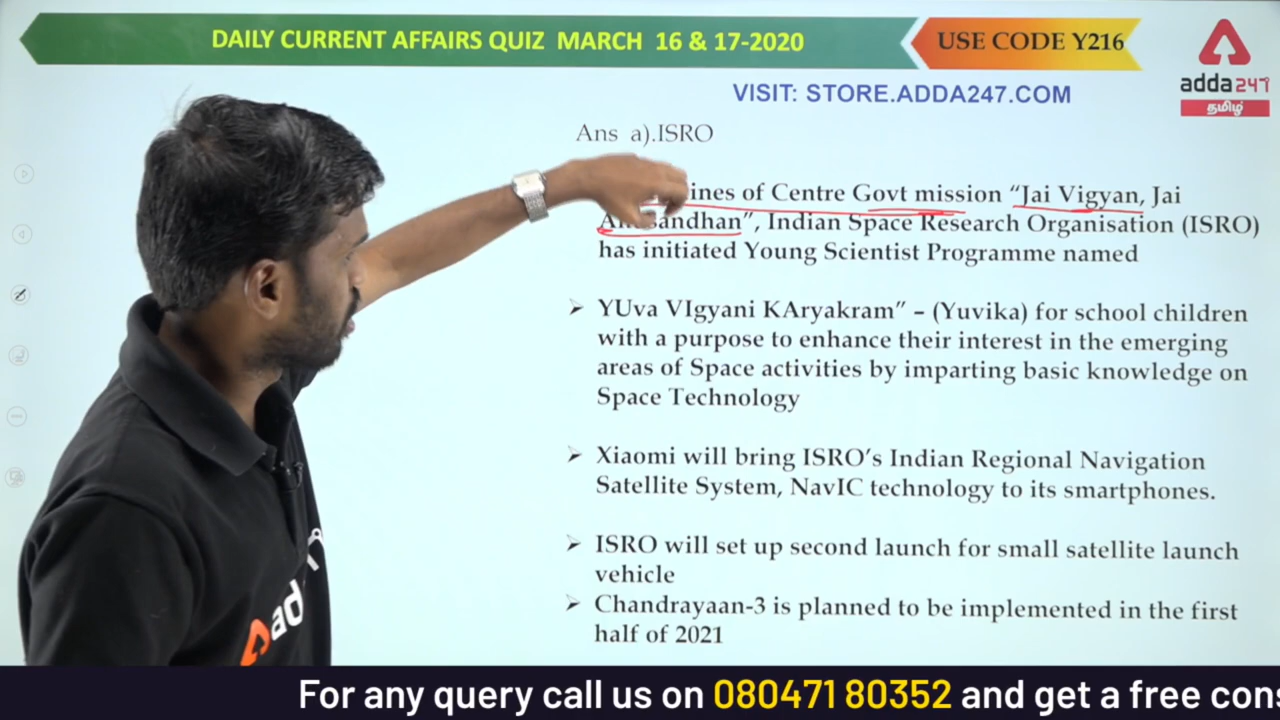 DAILY CURRENT AFFAIRS QUIZ MARCH 16 & 17-2020
USE CODE Y216
adda247
தமிழ்
VISIT: STORE.ADDA247.COM
Ans a).ISRO
of Centre Govt mission “Jai Vigyan, Jai
”, Indian Space Research Organisation (ISRO)
has initiated Young Scientist Programme named
➢ YUva VIgyani KAryakram” – (Yuvika) for school children
with a purpose to enhance their interest in the emerging
areas of Space activities by imparting basic knowledge on
Space Technology
➢ Xiaomi will bring ISRO’s Indian Regional Navigation
Satellite System, NavIC technology to its smartphones.
➢ ISRO will set up second launch for small satellite launch
vehicle
➢ Chandrayaan-3 is planned to be implemented in the first
half of 2021
For any query call us on 080471 80352 and get a free cons